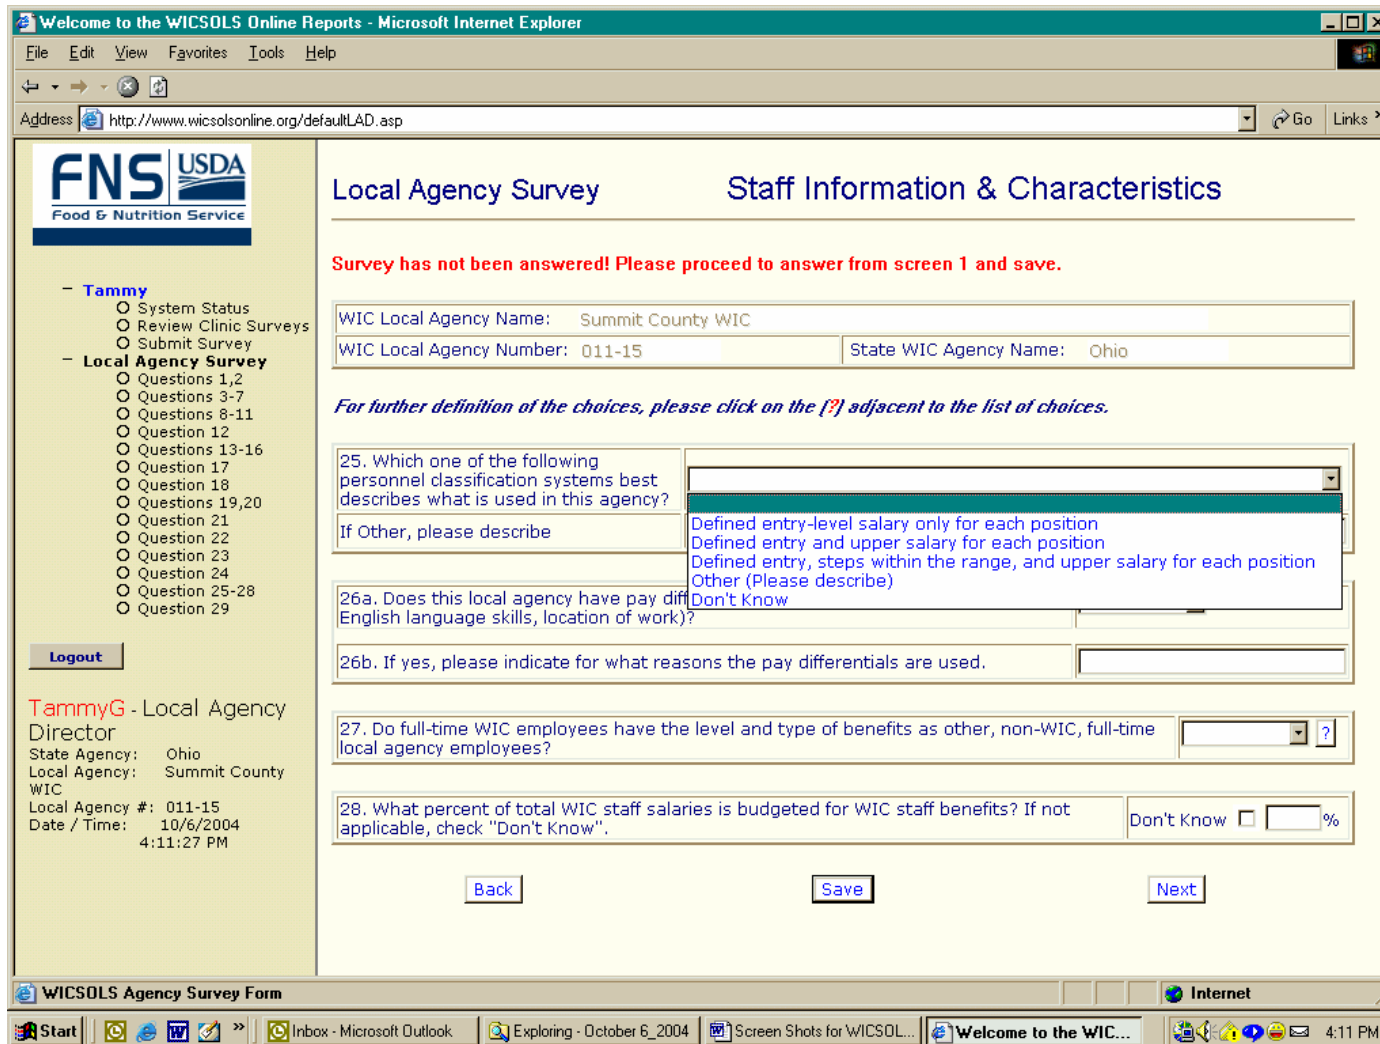 Welcome to the WICSOLS Online Reports - Microsoft Internet Explorer
File Edit View Favorites Tools Help
Address http://www.wicsolsonline.org/defaultLAD.asp Go Links
FNS USDA
Food & Nutrition Service
Local Agency Survey Staff Information & Characteristics
Survey has not been answered! Please proceed to answer from screen 1 and save.
– Tammy
System Status
Review Clinic Surveys
Submit Survey
– Local Agency Survey
Questions 1,2
Questions 3-7
Questions 8-11
Question 12
Questions 13-16
Question 17
Question 18
Questions 19,20
Question 21
Question 22
Question 23
Question 24
Question 25-28
Question 29
Logout
TammyG - Local Agency
Director
State Agency: Ohio
Local Agency: Summit County
WIC
Local Agency #: 011-15
Date / Time: 10/6/2004
4:11:27 PM
WIC Local Agency Name: Summit County WIC
WIC Local Agency Number: 011-15 State WIC Agency Name: Ohio
For further definition of the choices, please click on the [?] adjacent to the list of choices.
25. Which one of the following
personnel classification systems best
describes what is used in this agency?
If Other, please describe
Defined entry-level salary only for each position
Defined entry and upper salary for each position
Defined entry, steps within the range, and upper salary for each position
Other (Please describe)
Don't Know
26a. Does this local agency have pay diff
English language skills, location of work)?
26b. If yes, please indicate for what reasons the pay differentials are used.
27. Do full-time WIC employees have the level and type of benefits as other, non-WIC, full-time
local agency employees?
?
28. What percent of total WIC staff salaries is budgeted for WIC staff benefits? If not
applicable, check "Don't Know".
Don't Know %
Back Save Next
WICSOLS Agency Survey Form Internet
Start » Inbox - Microsoft Outlook Exploring - October 6_2004 Screen Shots for WICSOL... Welcome to the WIC... 4:11 PM